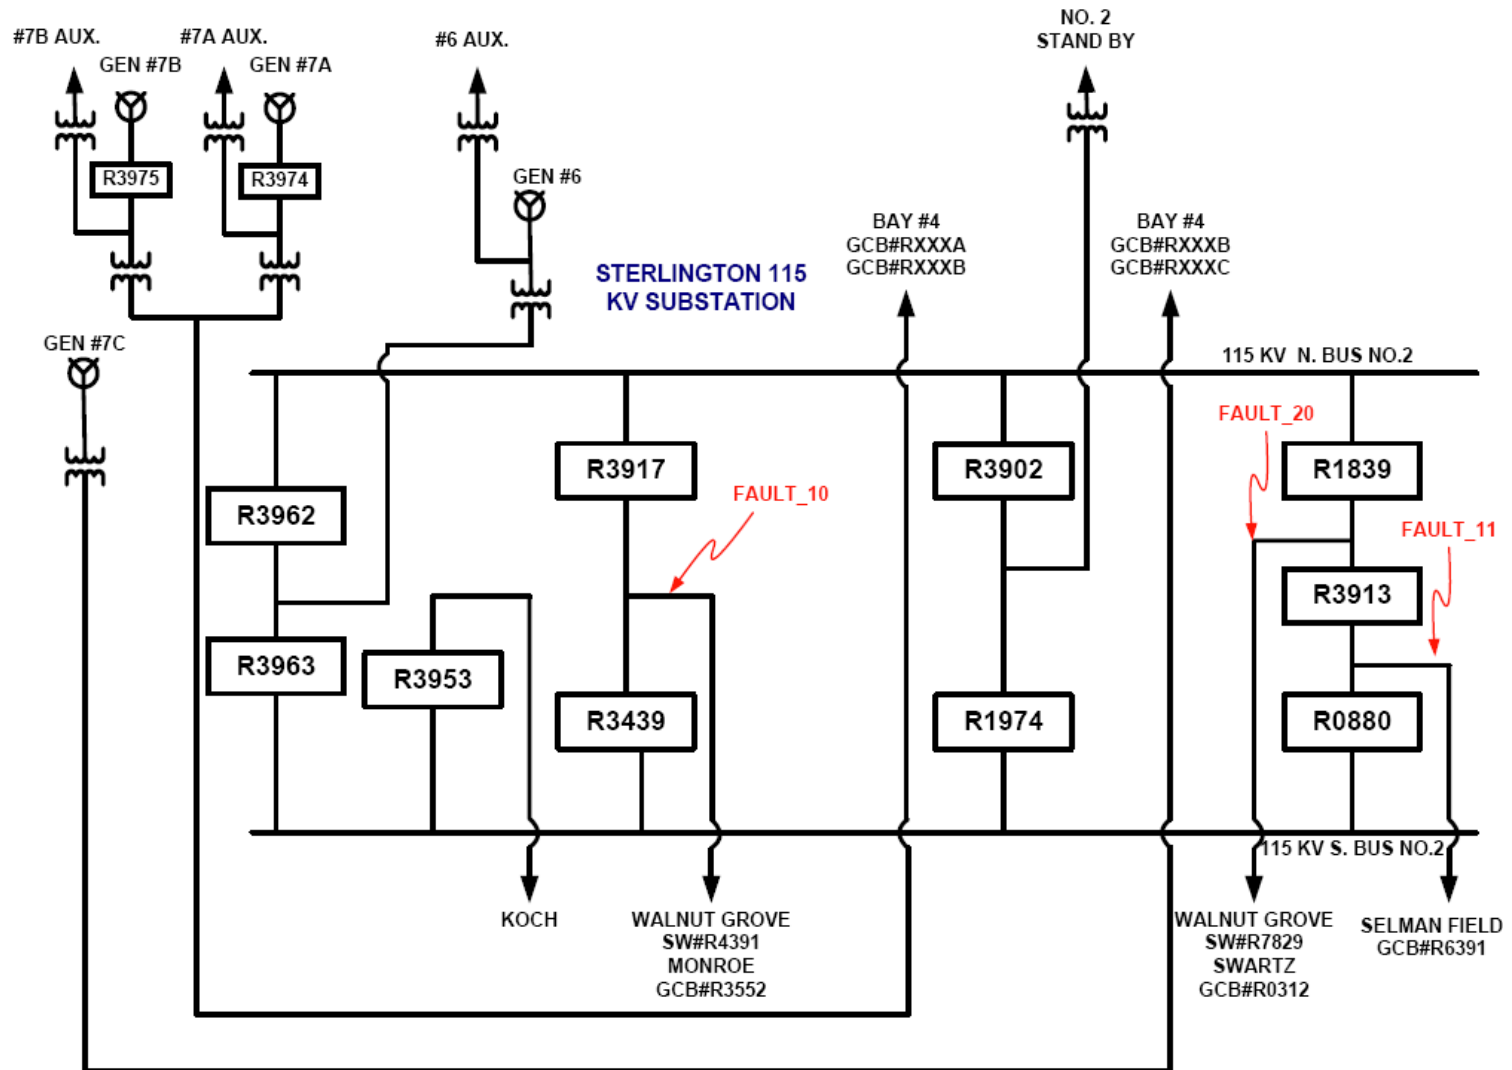 NO. 2
STAND BY
#7B AUX.
#7A AUX.
#6 AUX.
GEN #7B
GEN #7A
R3975
R3974
GEN #6
BAY #4
GCB#RXXXA
GCB#RXXXB
BAY #4
GCB#RXXXB
GCB#RXXXC
STERLINGTON 115
KV SUBSTATION
GEN #7C
115 KV  N. BUS NO.2
FAULT_20
R3917
R3902
R1839
FAULT_10
R3962
FAULT_11
R3913
R3963
R3953
R3439
R1974
R0880
115 KV S. BUS NO.2
KOCH
WALNUT GROVE
SW#R4391
MONROE
GCB#R3552
WALNUT GROVE
SW#R7829
SWARTZ
GCB#R0312
SELMAN FIELD
GCB#R6391